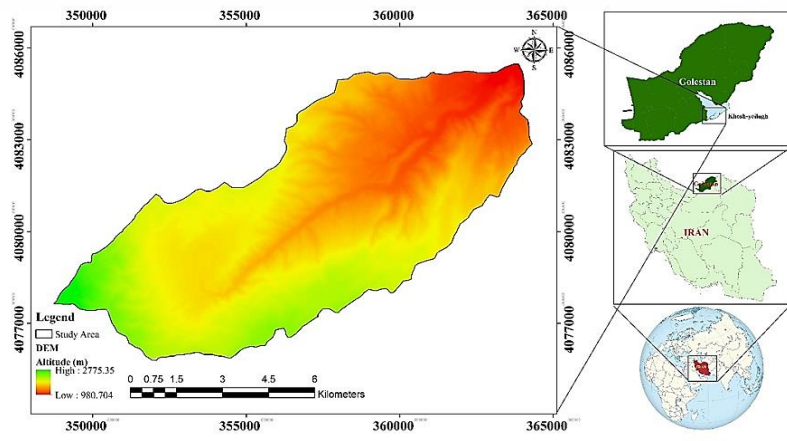 350000 355000 360000 365000
4086000
4083000
4080000
4077000
N
W E
S
4086000
4083000
4080000
4077000
Legend
Study Area
DEM
Altitude (m)
High : 2775.35
Low : 980.704
0 0.75 1.5 3 4.5 6
Kilometers
350000 355000 360000 365000
Golestan
Khosh-yeilagh
IRAN